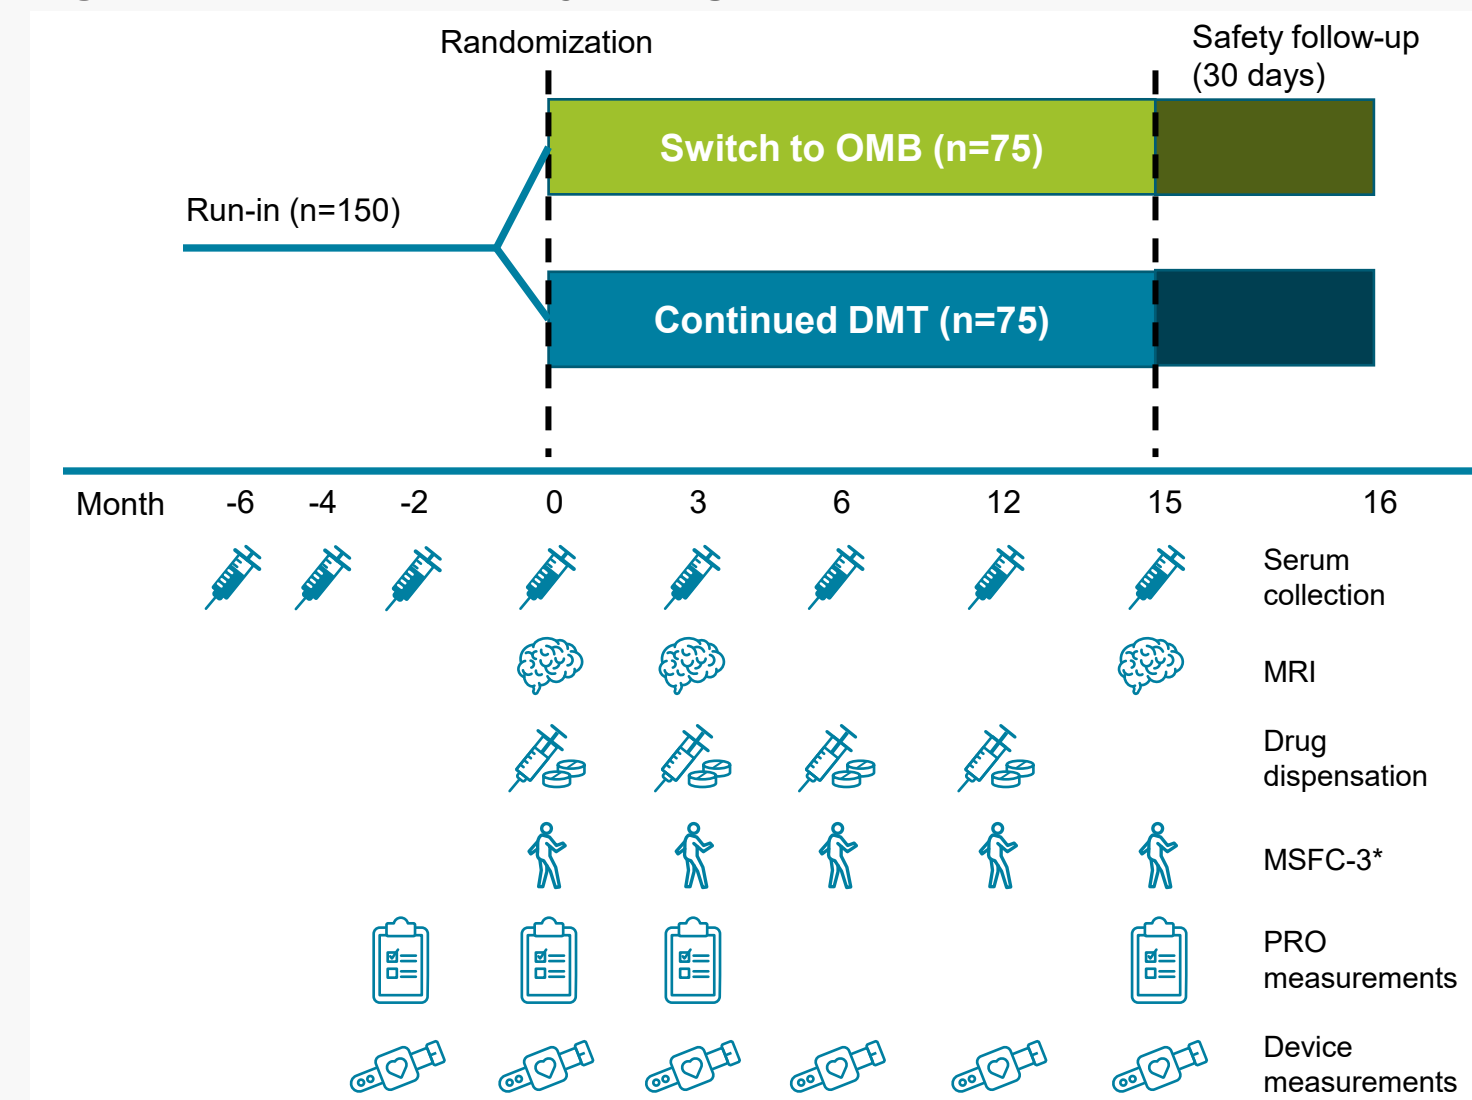 Randomization
Safety follow-up
(30 days)
Switch to OMB (n=75)
Run-in (n=150)
Continued DMT (n=75)
Month -6 -4 -2 0 3 6 12 15 16
Serum
collection
MRI
Drug
dispensation
MSFC-3*
PRO
measurements
Device
measurements